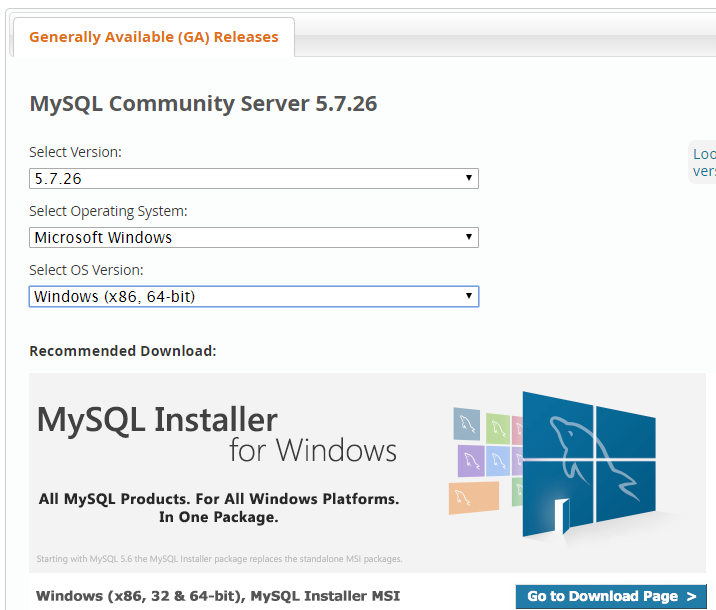 Generally Available (GA) Releases
MySQL Community Server 5.7.26
Select Version:
5.7.26
Select Operating System:
Microsoft Windows
Select OS Version:
Windows (x86, 64-bit)
Recommended Download:
MySQL Installer
for Windows
All MySQL Products. For All Windows Platforms.
In One Package.
Starting with MySQL 5.6 the MySQL Installer package replaces the standalone MSI packages.
Windows (x86, 32 & 64-bit), MySQL Installer MSI
Go to Download Page >